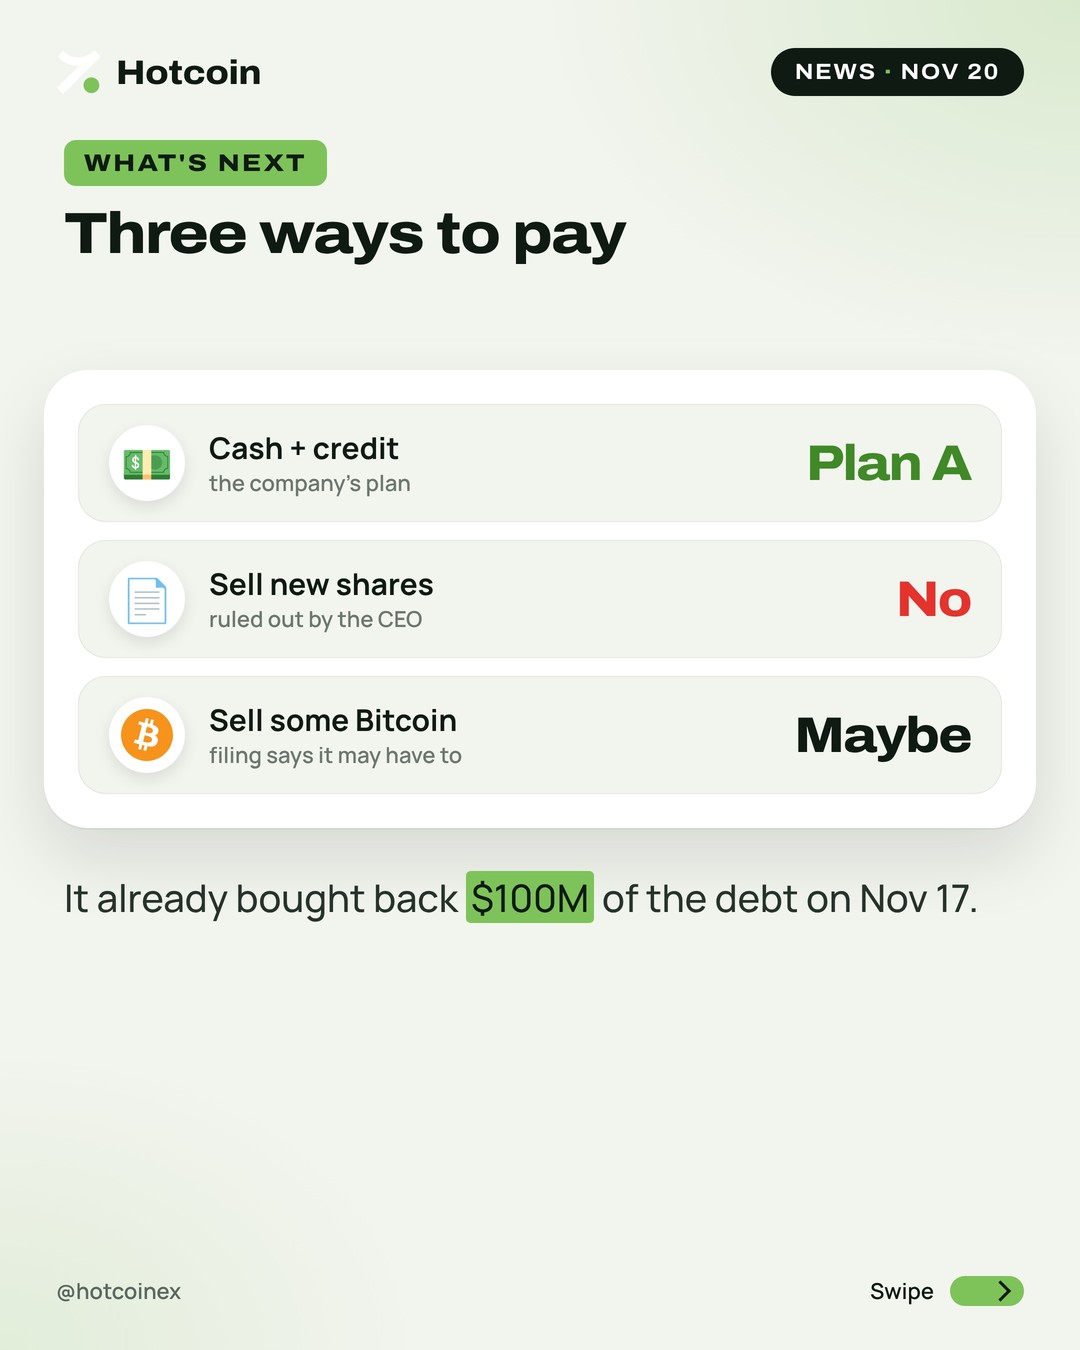 Hotcoin
NEWS · NOV 20
WHAT'S NEXT
Three ways to pay
Cash + credit
the company's plan
Plan A
Sell new shares
ruled out by the CEO
No
Sell some Bitcoin
filing says it may have to
Maybe
It already bought back $100M of the debt on Nov 17.
@hotcoinex
Swipe